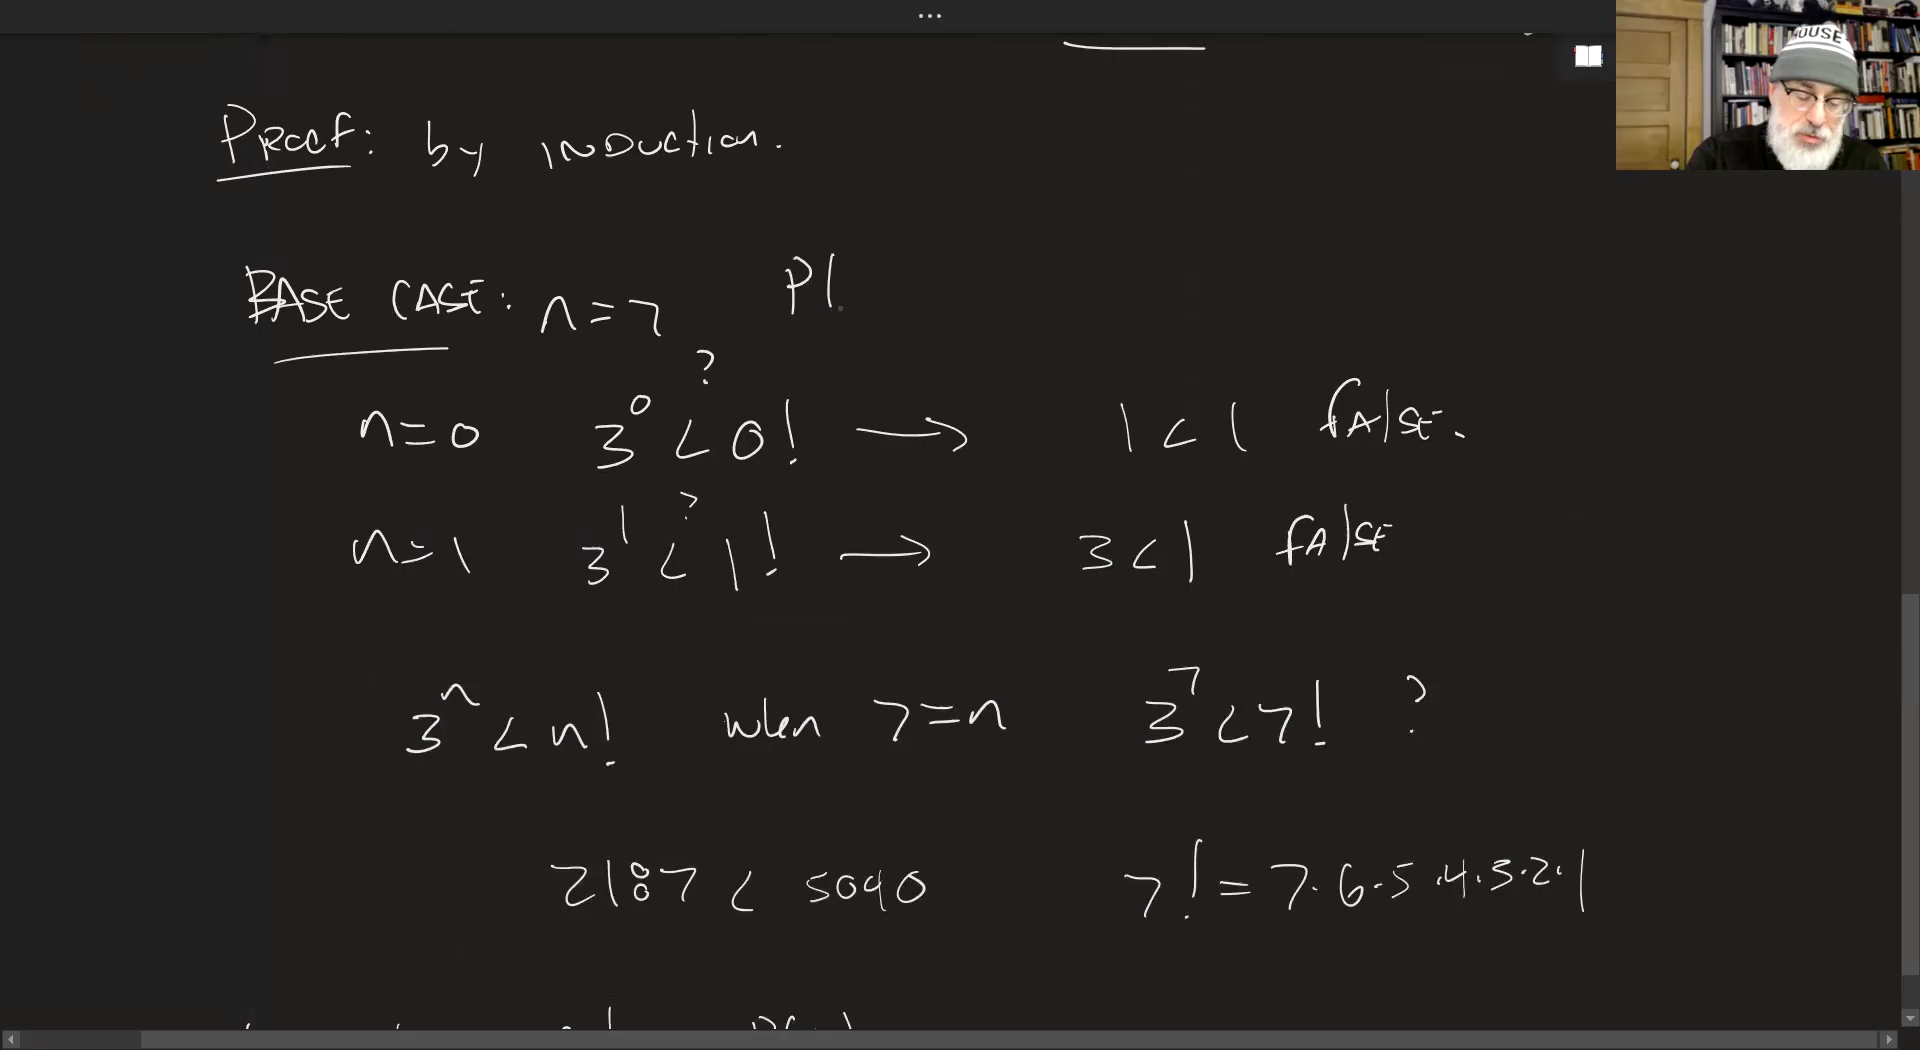 Proof: by induction.
BASE CASE: n=7 P(
n=0 3^0 <? 0! → 1<1 false.
n=1 3^1 <? 1! → 3<1 false
3^n < n! when 7=n 3^7 < 7! ?
2187 < 5040 7! = 7·6·5·4·3·2·1
HOUSE